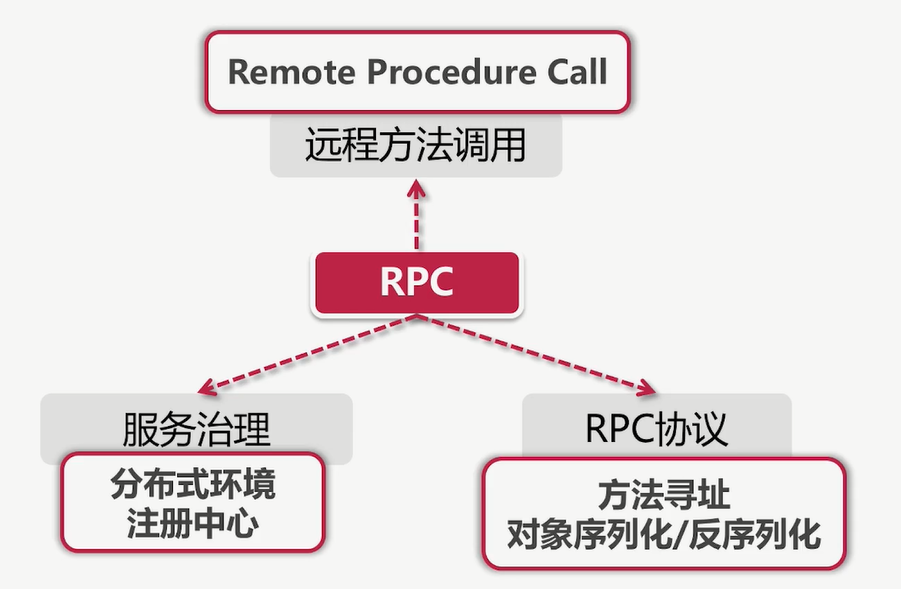 Remote Procedure Call
远程方法调用
RPC
服务治理
分布式环境
注册中心
RPC协议
方法寻址
对象序列化/反序列化